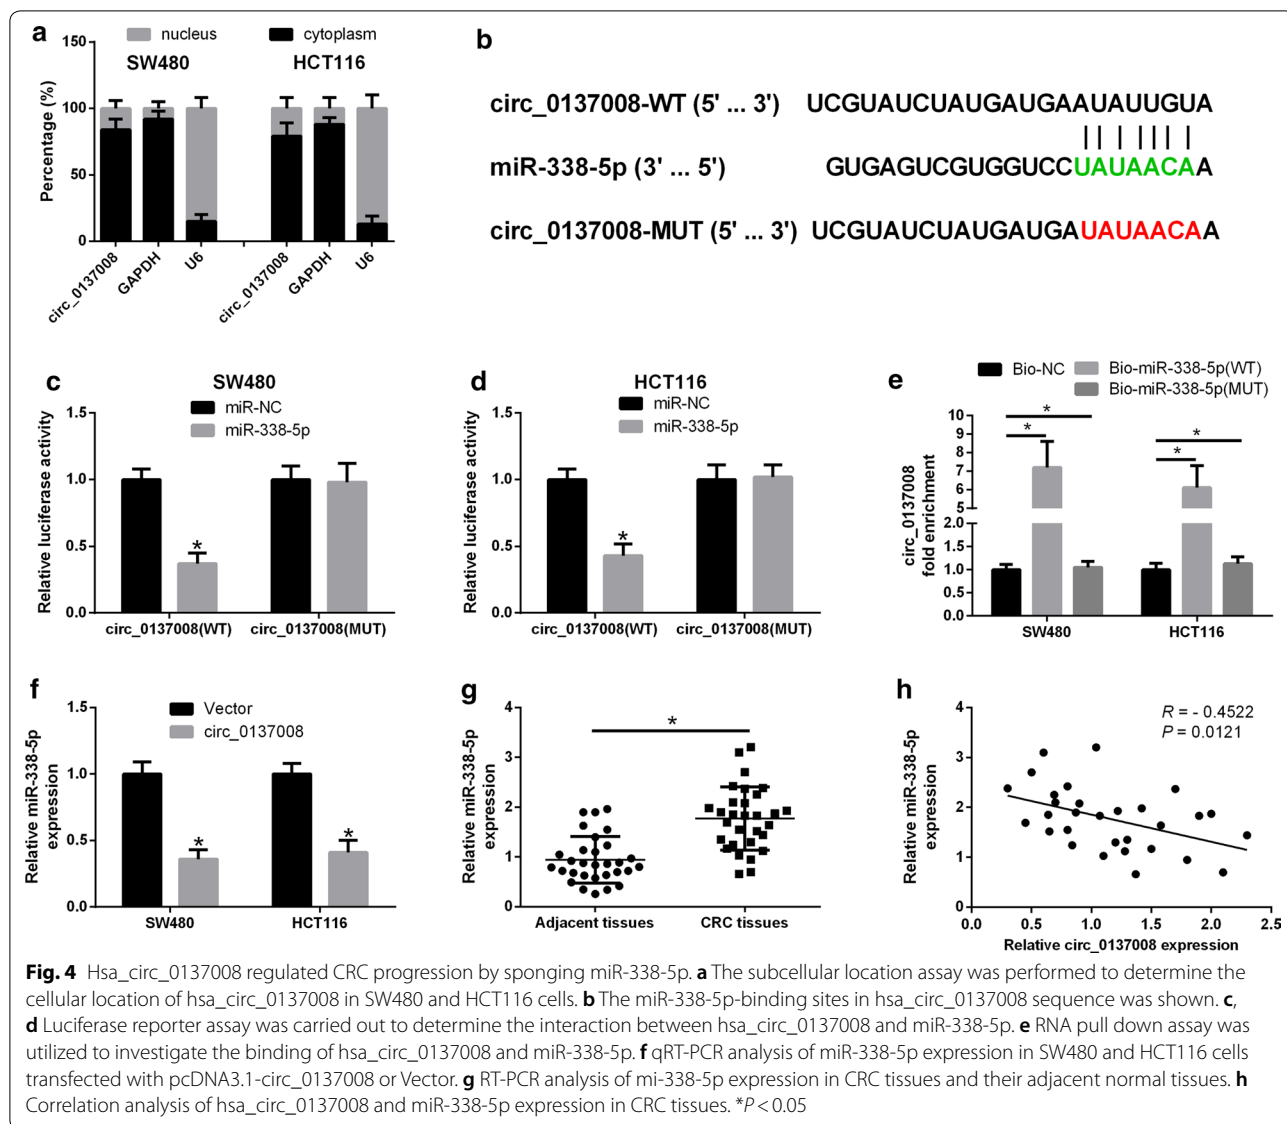 a
nucleus
cytoplasm
SW480
HCT116
Percentage (%)
150
100
50
0
circ_0137008
GAPDH
U6
circ_0137008
GAPDH
U6
b
circ_0137008-WT (5' ... 3') UCGUAUCUAUGAUGAAUAUUGUA
miR-338-5p (3' ... 5') GUGAGUCGUGGUCCUAUAACAA
circ_0137008-MUT (5' ... 3') UCGUAUCUAUGAUGAUAUAACAA
c
SW480
miR-NC
miR-338-5p
Relative luciferase activity
1.5
1.0
0.5
0.0
*
circ_0137008(WT)
circ_0137008(MUT)
d
HCT116
miR-NC
miR-338-5p
Relative luciferase activity
1.5
1.0
0.5
0.0
*
circ_0137008(WT)
circ_0137008(MUT)
e
Bio-NC
Bio-miR-338-5p(WT)
Bio-miR-338-5p(MUT)
circ_0137008
fold enrichment
10
9
8
7
6
5
2.0
1.5
1.0
0.5
0.0
*
*
*
*
SW480
HCT116
f
Vector
circ_0137008
Relative miR-338-5p
expression
1.5
1.0
0.5
0.0
*
*
SW480
HCT116
g
Relative miR-338-5p
expression
4
3
2
1
0
*
Adjacent tissues
CRC tissues
h
R = - 0.4522
P = 0.0121
Relative miR-338-5p
expression
4
3
2
1
0
0.0
0.5
1.0
1.5
2.0
2.5
Relative circ_0137008 expression
Fig. 4 Hsa_circ_0137008 regulated CRC progression by sponging miR-338-5p. a The subcellular location assay was performed to determine the
cellular location of hsa_circ_0137008 in SW480 and HCT116 cells. b The miR-338-5p-binding sites in hsa_circ_0137008 sequence was shown. c,
d Luciferase reporter assay was carried out to determine the interaction between hsa_circ_0137008 and miR-338-5p. e RNA pull down assay was
utilized to investigate the binding of hsa_circ_0137008 and miR-338-5p. f qRT-PCR analysis of miR-338-5p expression in SW480 and HCT116 cells
transfected with pcDNA3.1-circ_0137008 or Vector. g RT-PCR analysis of mi-338-5p expression in CRC tissues and their adjacent normal tissues. h
Correlation analysis of hsa_circ_0137008 and miR-338-5p expression in CRC tissues. *P < 0.05